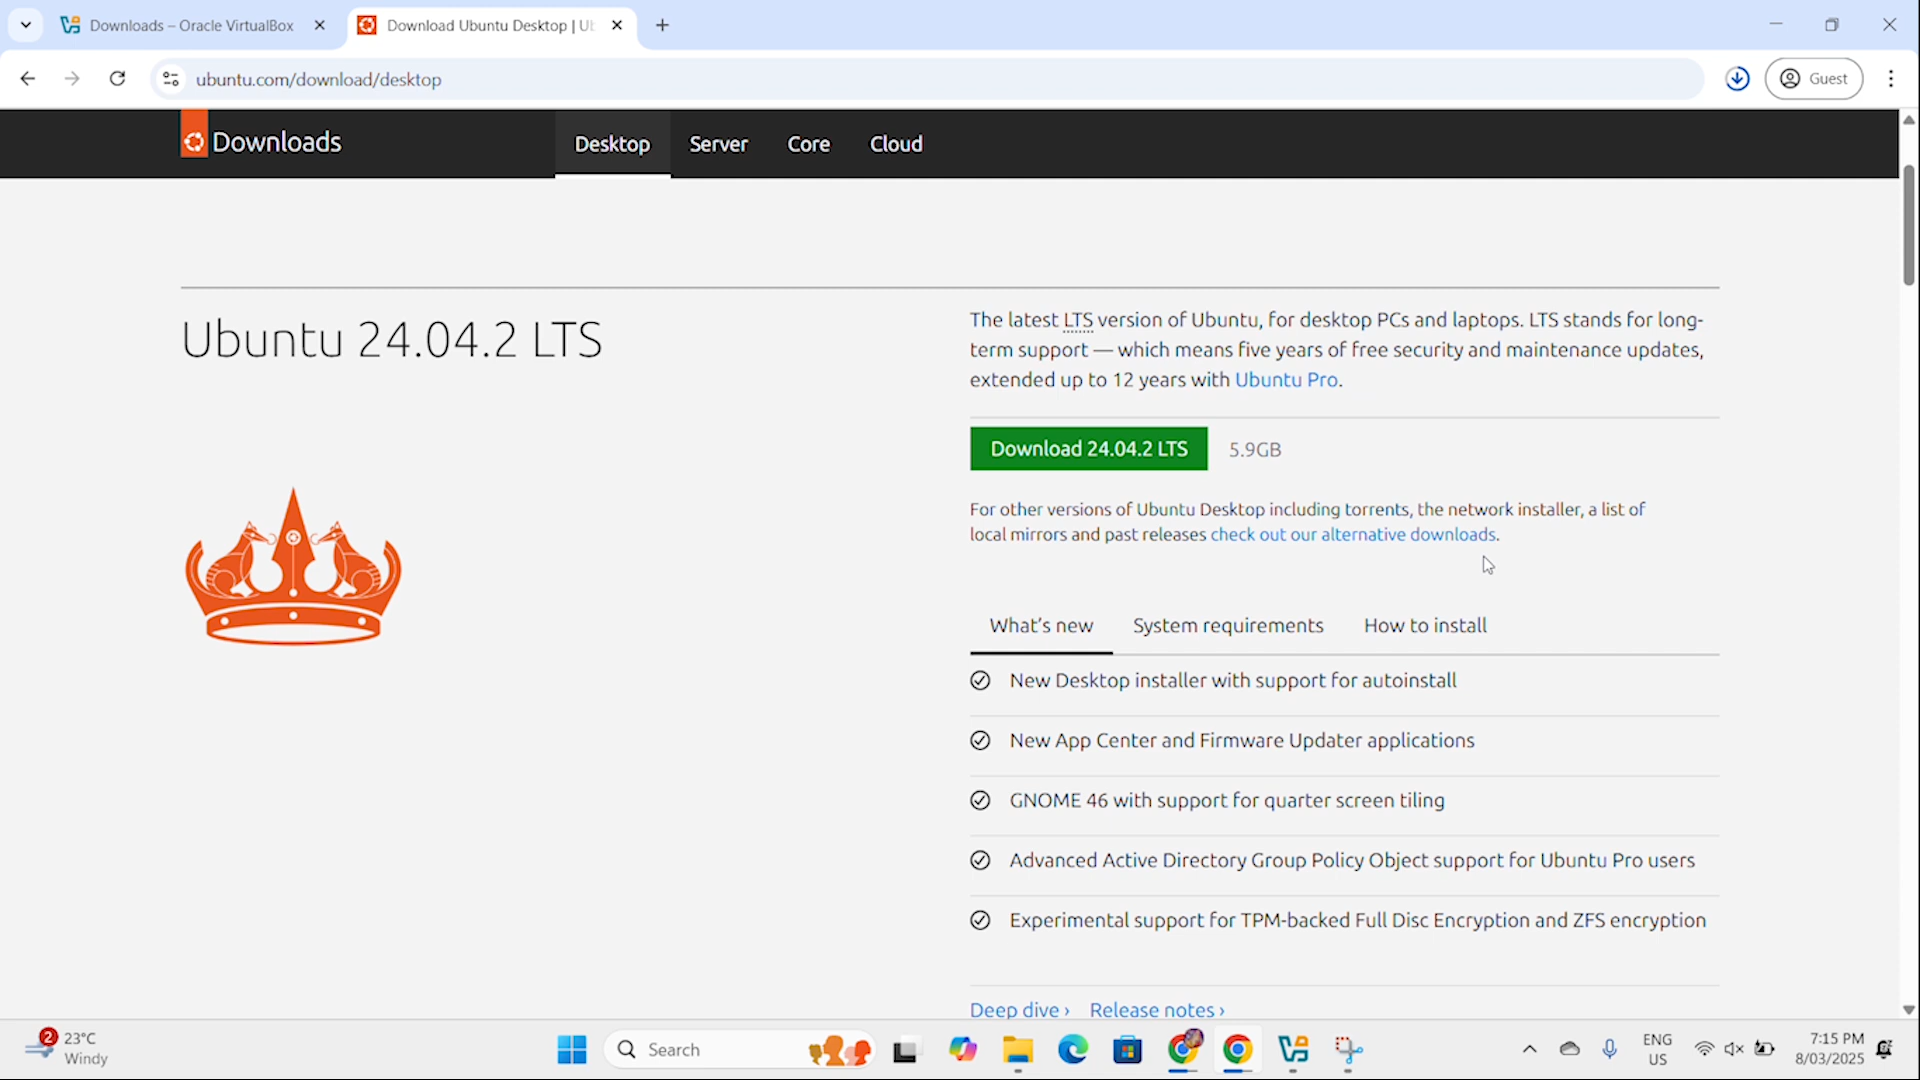 Downloads – Oracle VirtualBox
Download Ubuntu Desktop | Ub
ubuntu.com/download/desktop
Guest
Downloads
Desktop
Server
Core
Cloud
Ubuntu 24.04.2 LTS
The latest LTS version of Ubuntu, for desktop PCs and laptops. LTS stands for long-
term support — which means five years of free security and maintenance updates,
extended up to 12 years with Ubuntu Pro.
Download 24.04.2 LTS
5.9GB
For other versions of Ubuntu Desktop including torrents, the network installer, a list of
local mirrors and past releases check out our alternative downloads.
What's new
System requirements
How to install
New Desktop installer with support for autoinstall
New App Center and Firmware Updater applications
GNOME 46 with support for quarter screen tiling
Advanced Active Directory Group Policy Object support for Ubuntu Pro users
Experimental support for TPM-backed Full Disc Encryption and ZFS encryption
Deep dive ›
Release notes ›
2
23°C
Windy
Search
ENG
US
7:15 PM
8/03/2025